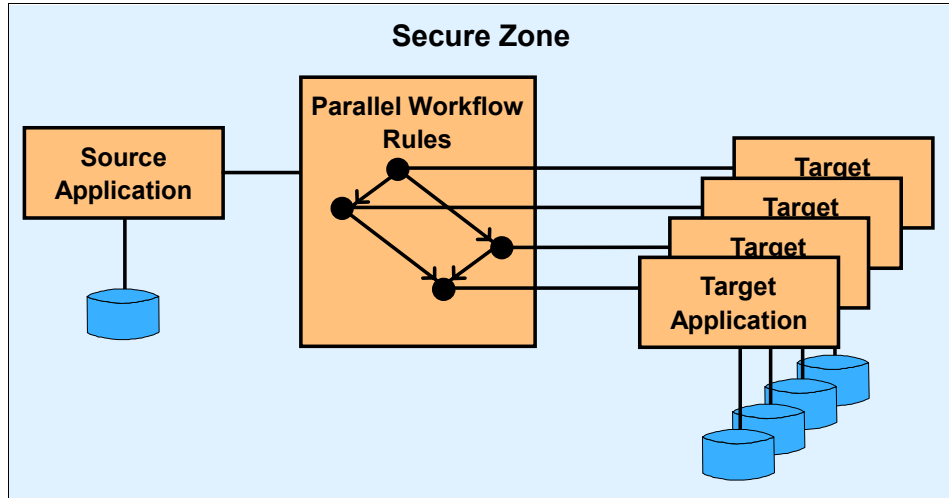 Secure Zone
Parallel Workflow
Rules
Source
Application
Target
Target
Target
Target
Application